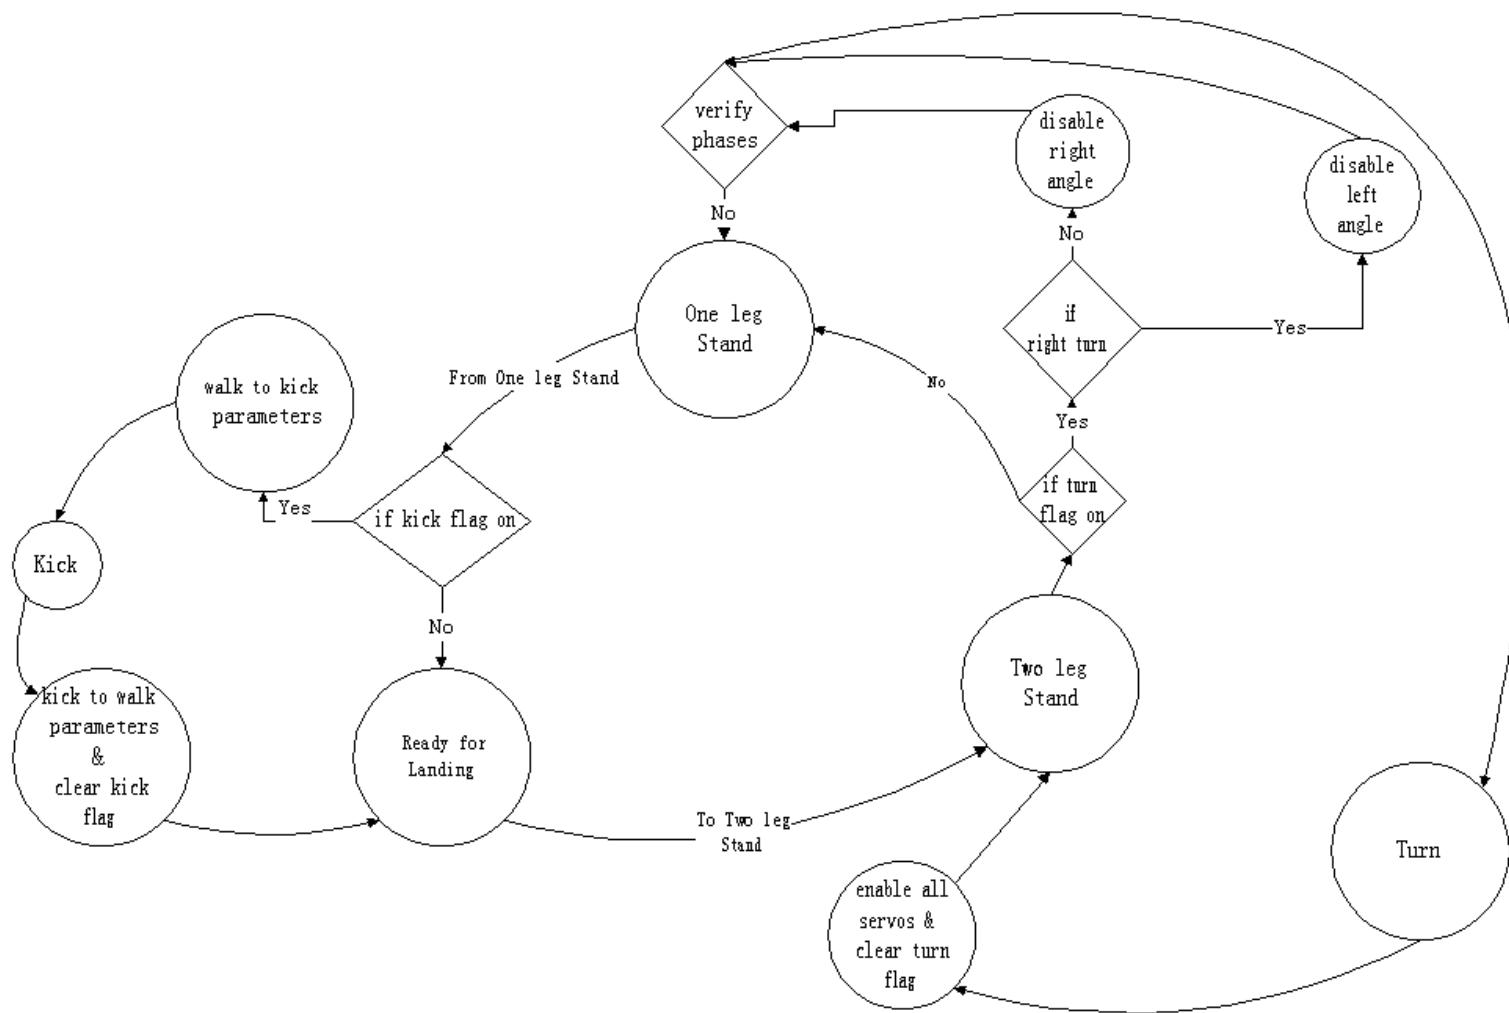 verify
phases
disable
right
angle
disable
left
angle
No
No
One leg
Stand
if
right turn
Yes
From One leg Stand
No
walk to kick
parameters
Yes
if turn
flag on
Yes
if kick flag on
Kick
No
Two leg
Stand
kick to walk
parameters
&
clear kick
flag
Ready for
Landing
To Two leg
Stand
Turn
enable all
servos &
clear turn
flag